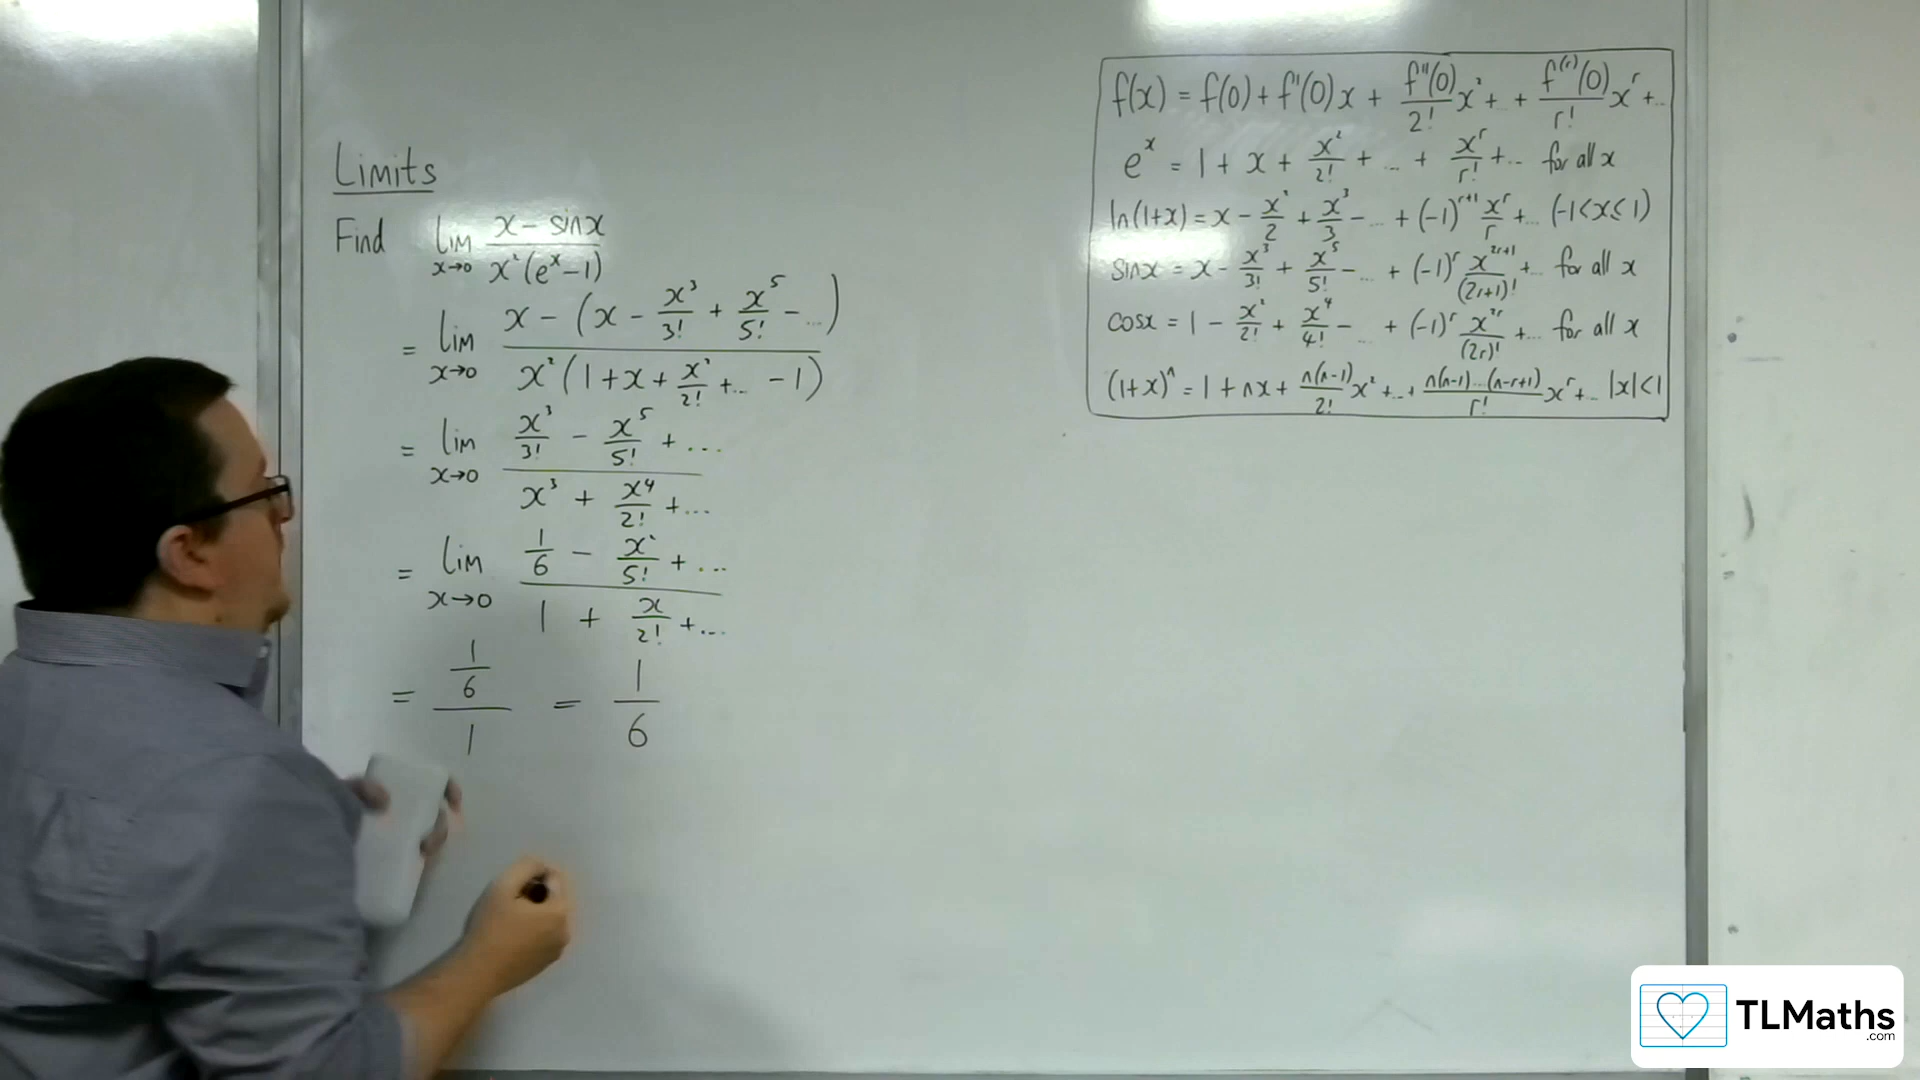 Limits
Find lim x→0 (x – sinx)/(x²(eˣ–1))
= lim x→0 (x – (x – x³/3! + x⁵/5! – ...))/(x²(1+x+x²/2!+... –1))
= lim x→0 (x³/3! – x⁵/5! + ...)/(x³ + x⁴/2! +...)
= lim x→0 (1/6 – x²/5! + ...)/(1 + x/2! +...)
= (1/6)/1 = 1/6
f(x) = f(0) + f'(0)x + f''(0)/2! x² + .. + f⁽ʳ⁾(0)/r! xʳ +...
eˣ = 1 + x + x²/2! + ... + xʳ/r! +... for all x
ln(1+x) = x – x²/2 + x³/3 – ... + (-1)ʳ⁺¹ xʳ/r +... (-1<x≤1)
sinx = x – x³/3! + x⁵/5! – ... + (-1)ʳ x²ʳ⁺¹/(2r+1)! +... for all x
cosx = 1 – x²/2! + x⁴/4! – ... + (-1)ʳ x²ʳ/(2r)! +... for all x
(1+x)ⁿ = 1 + nx + n(n-1)/2! x² +...+ n(n-1)...(n-r+1)/r! xʳ +... |x|<1
TLMaths
.com